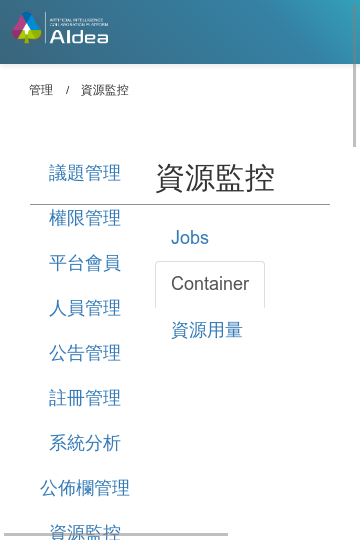 ARTIFICIAL INTELLIGENCE
COLLABORATION PLATFORM
AIdea
管理 / 資源監控
議題管理
權限管理
平台會員
人員管理
公告管理
註冊管理
系統分析
公佈欄管理
資源監控
資源監控
Jobs
Container
資源用量